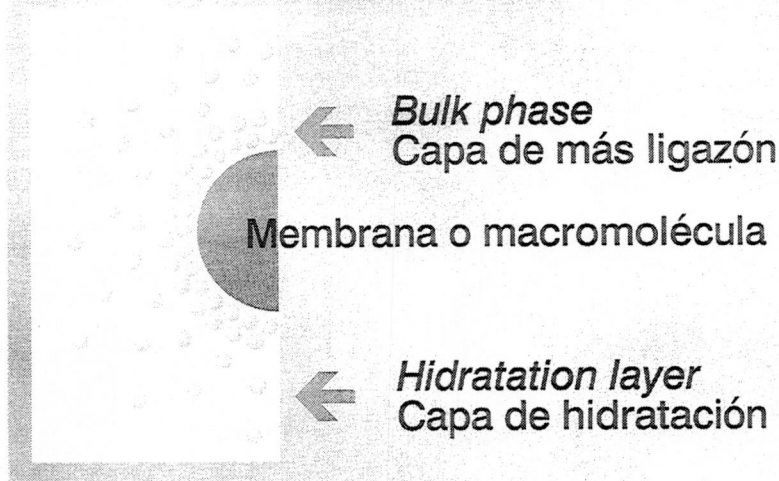 Bulk phase
Capa de más ligazón
Membrana o macromolécula
Hidratation layer
Capa de hidratación